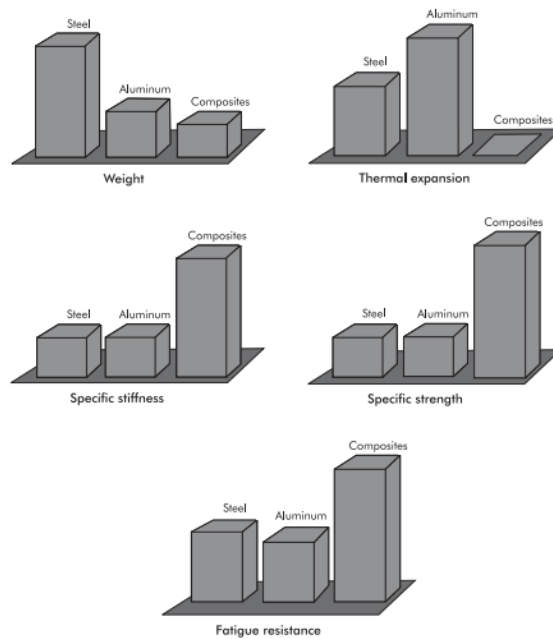 Steel
Aluminum
Composites
Weight
Aluminum
Steel
Composites
Thermal expansion
Composites
Steel
Aluminum
Specific stiffness
Composites
Steel
Aluminum
Specific strength
Composites
Steel
Aluminum
Fatigue resistance